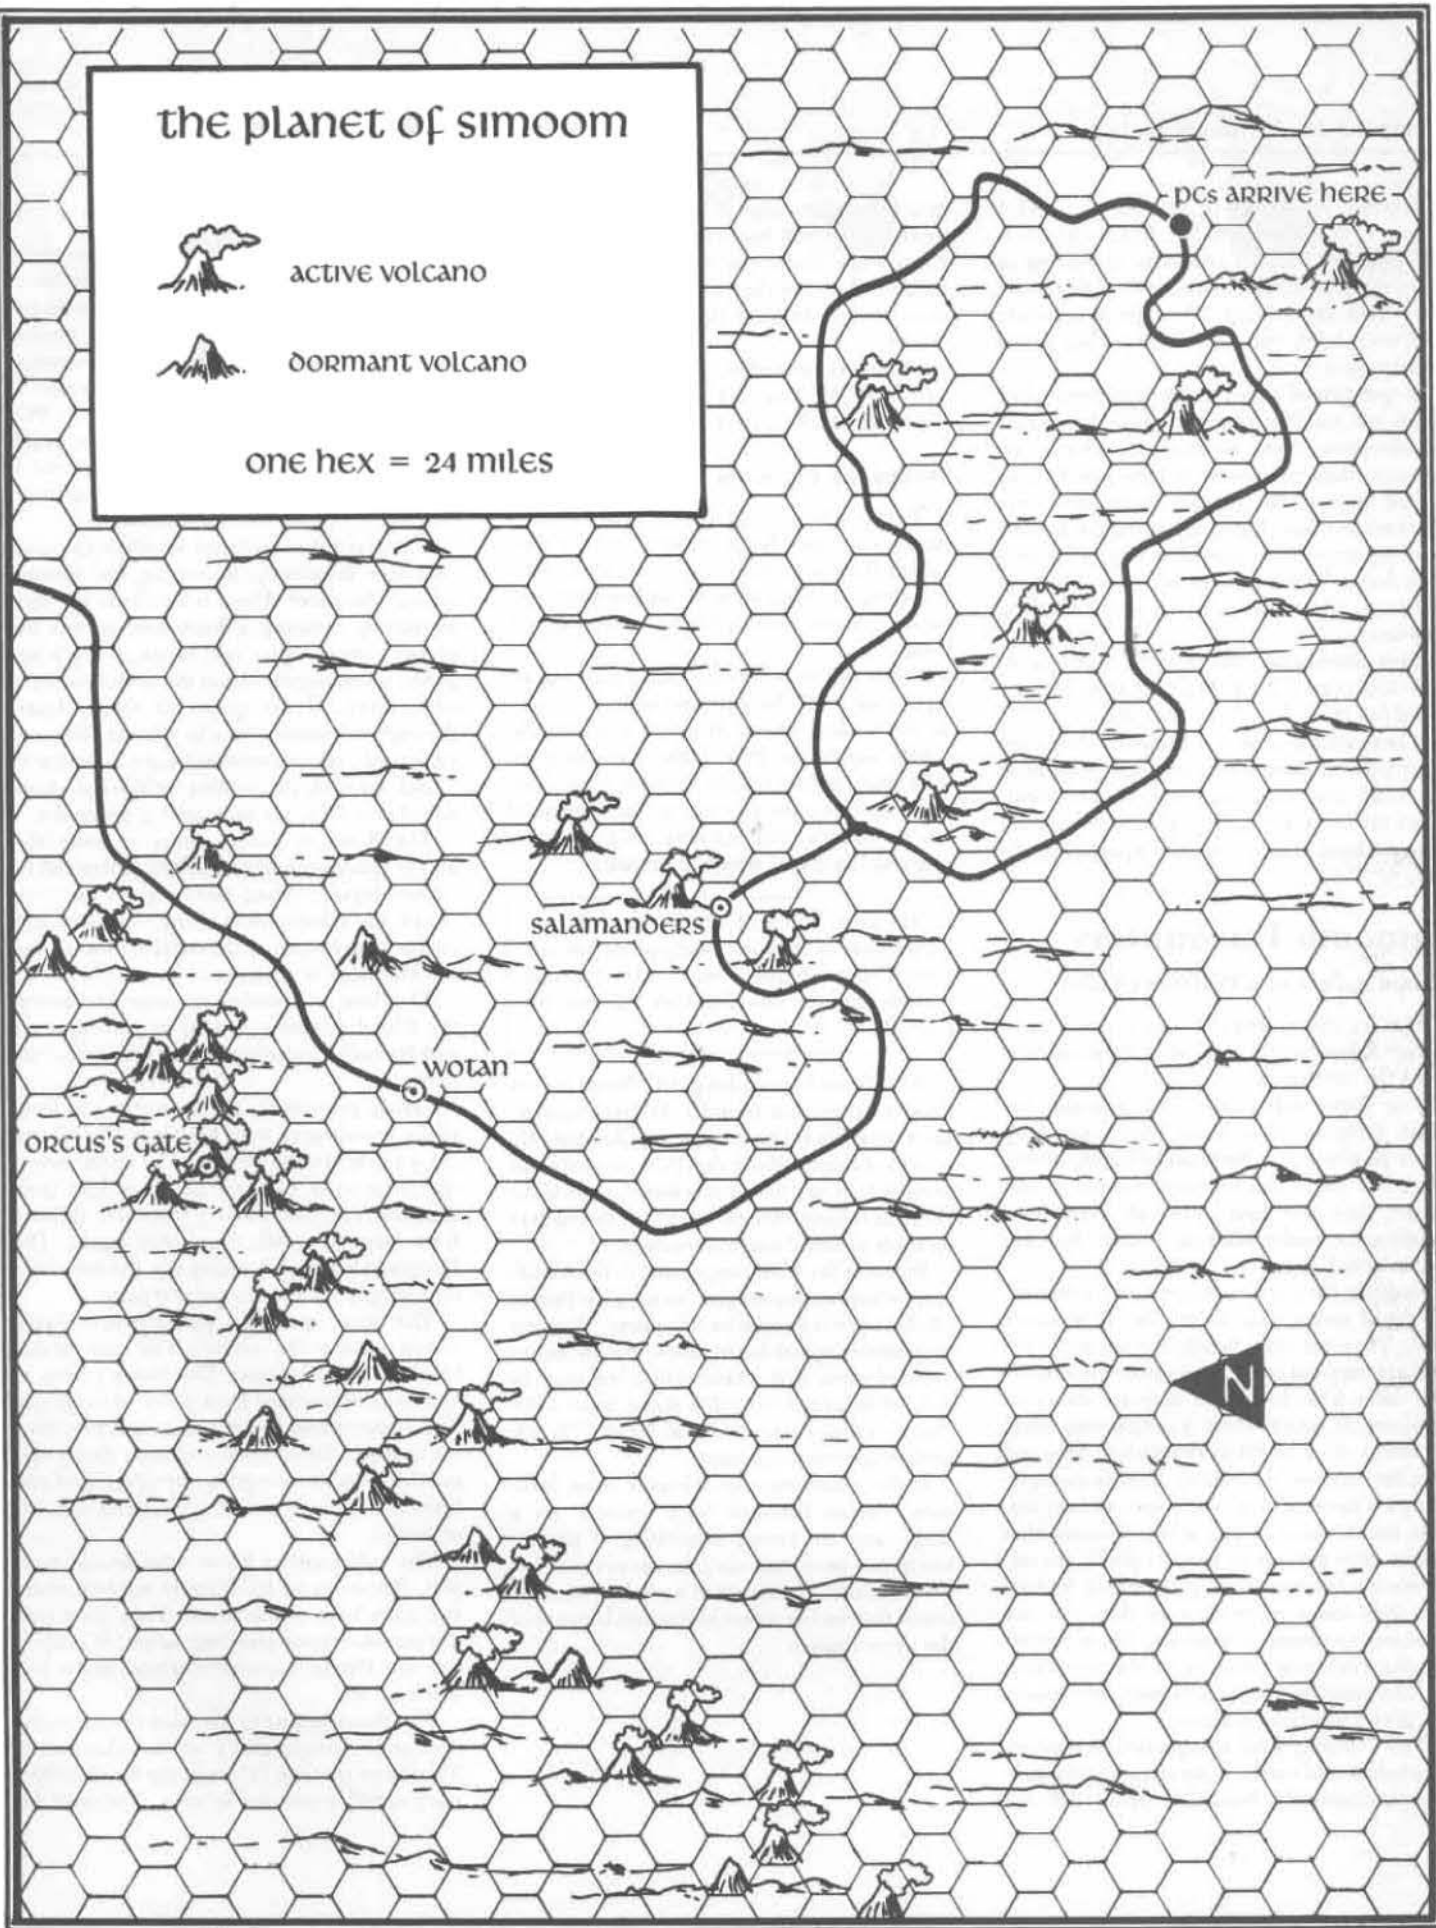 the planet of simoom
active volcano
dormant volcano
one hex = 24 miles
pcs arrive here
salamanders
wotan
orcus's gate
N